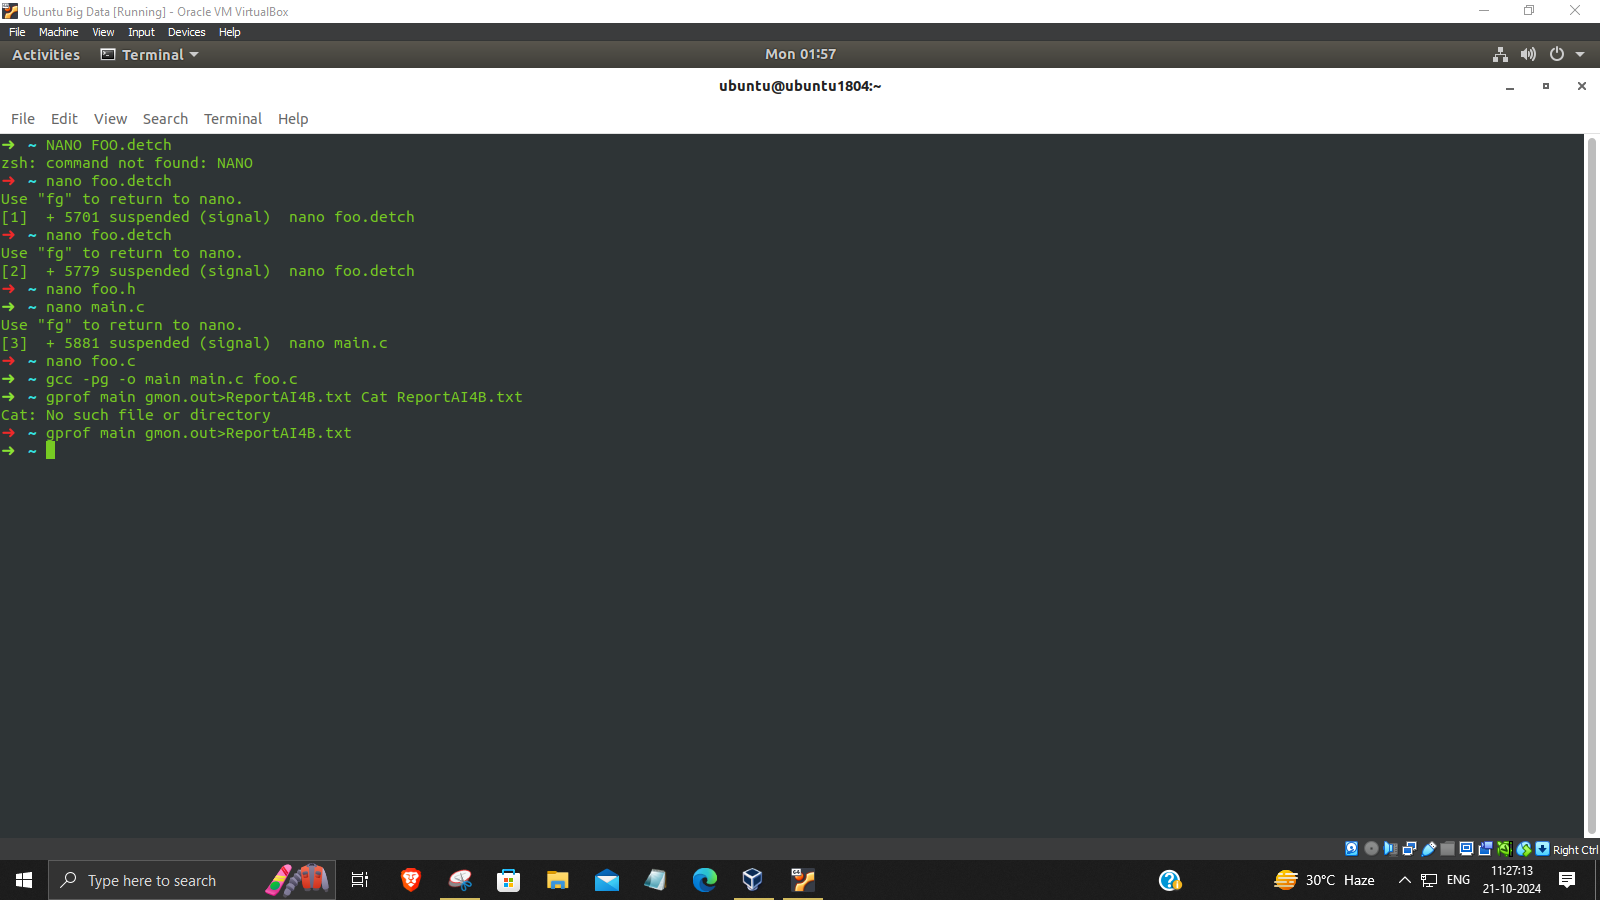 Ubuntu Big Data [Running] - Oracle VM VirtualBox
File Machine View Input Devices Help
Activities Terminal Mon 01:57
ubuntu@ubuntu1804:~
File Edit View Search Terminal Help
➜ ~ NANO FOO.detch
zsh: command not found: NANO
➜ ~ nano foo.detch
Use "fg" to return to nano.
[1] + 5701 suspended (signal) nano foo.detch
➜ ~ nano foo.detch
Use "fg" to return to nano.
[2] + 5779 suspended (signal) nano foo.detch
➜ ~ nano foo.h
➜ ~ nano main.c
Use "fg" to return to nano.
[3] + 5881 suspended (signal) nano main.c
➜ ~ nano foo.c
➜ ~ gcc -pg -o main main.c foo.c
➜ ~ gprof main gmon.out>ReportAI4B.txt Cat ReportAI4B.txt
Cat: No such file or directory
➜ ~ gprof main gmon.out>ReportAI4B.txt
➜ ~
Right Ctrl
Type here to search
30°C Haze
ENG
11:27:13
21-10-2024